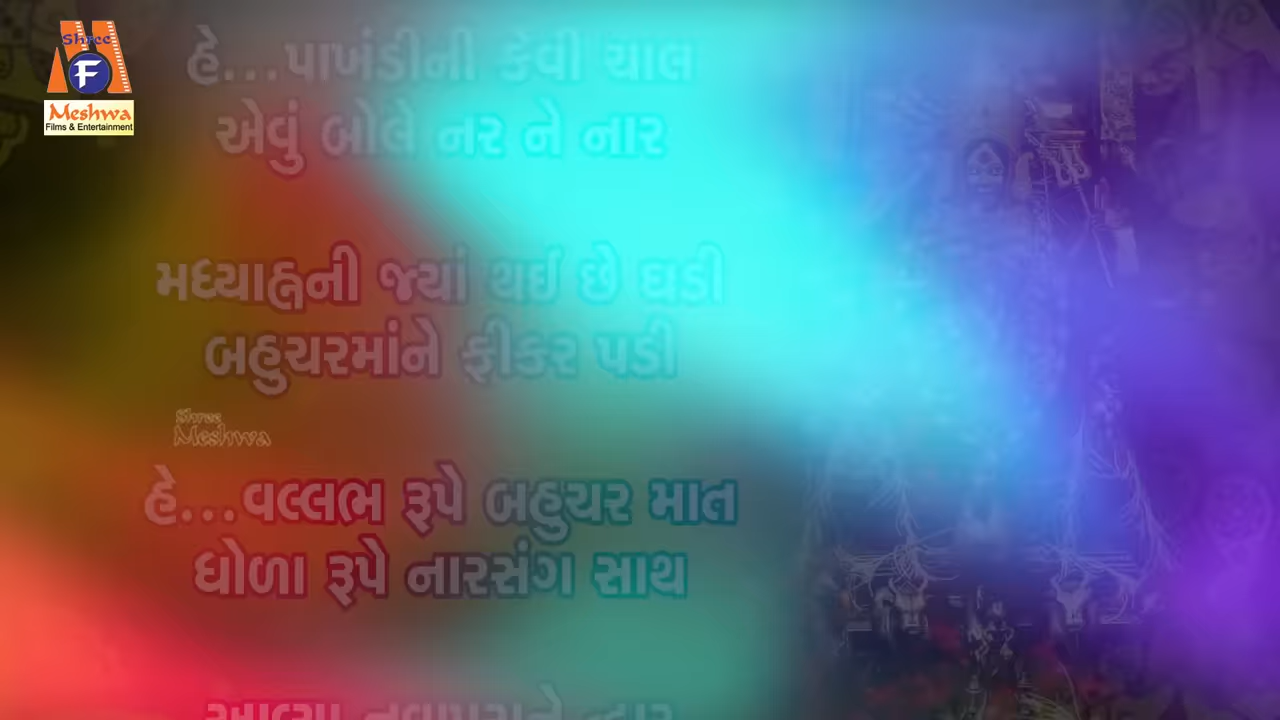 Shree
F
Meshwa
Films & Entertainment
હે...પાખંડીની કેવી ચાલ
એવું બોલે નર ને નાર
મધ્યાહ્નની જ્યાં થઇ છે ઘડી
બહુચરમાંને ફીકર પડી
Shree
Meshwa
હે...વલ્લભ રૂપે બહુચર માત
ધોળા રૂપે નારસંગ સાથ